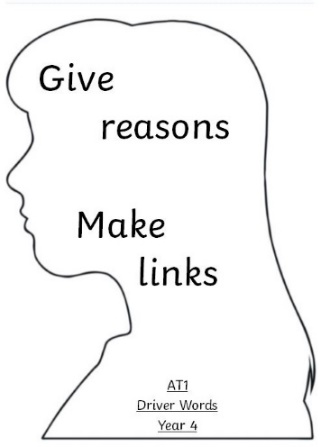 Give
reasons
Make
links
AT1
Driver Words
Year 4